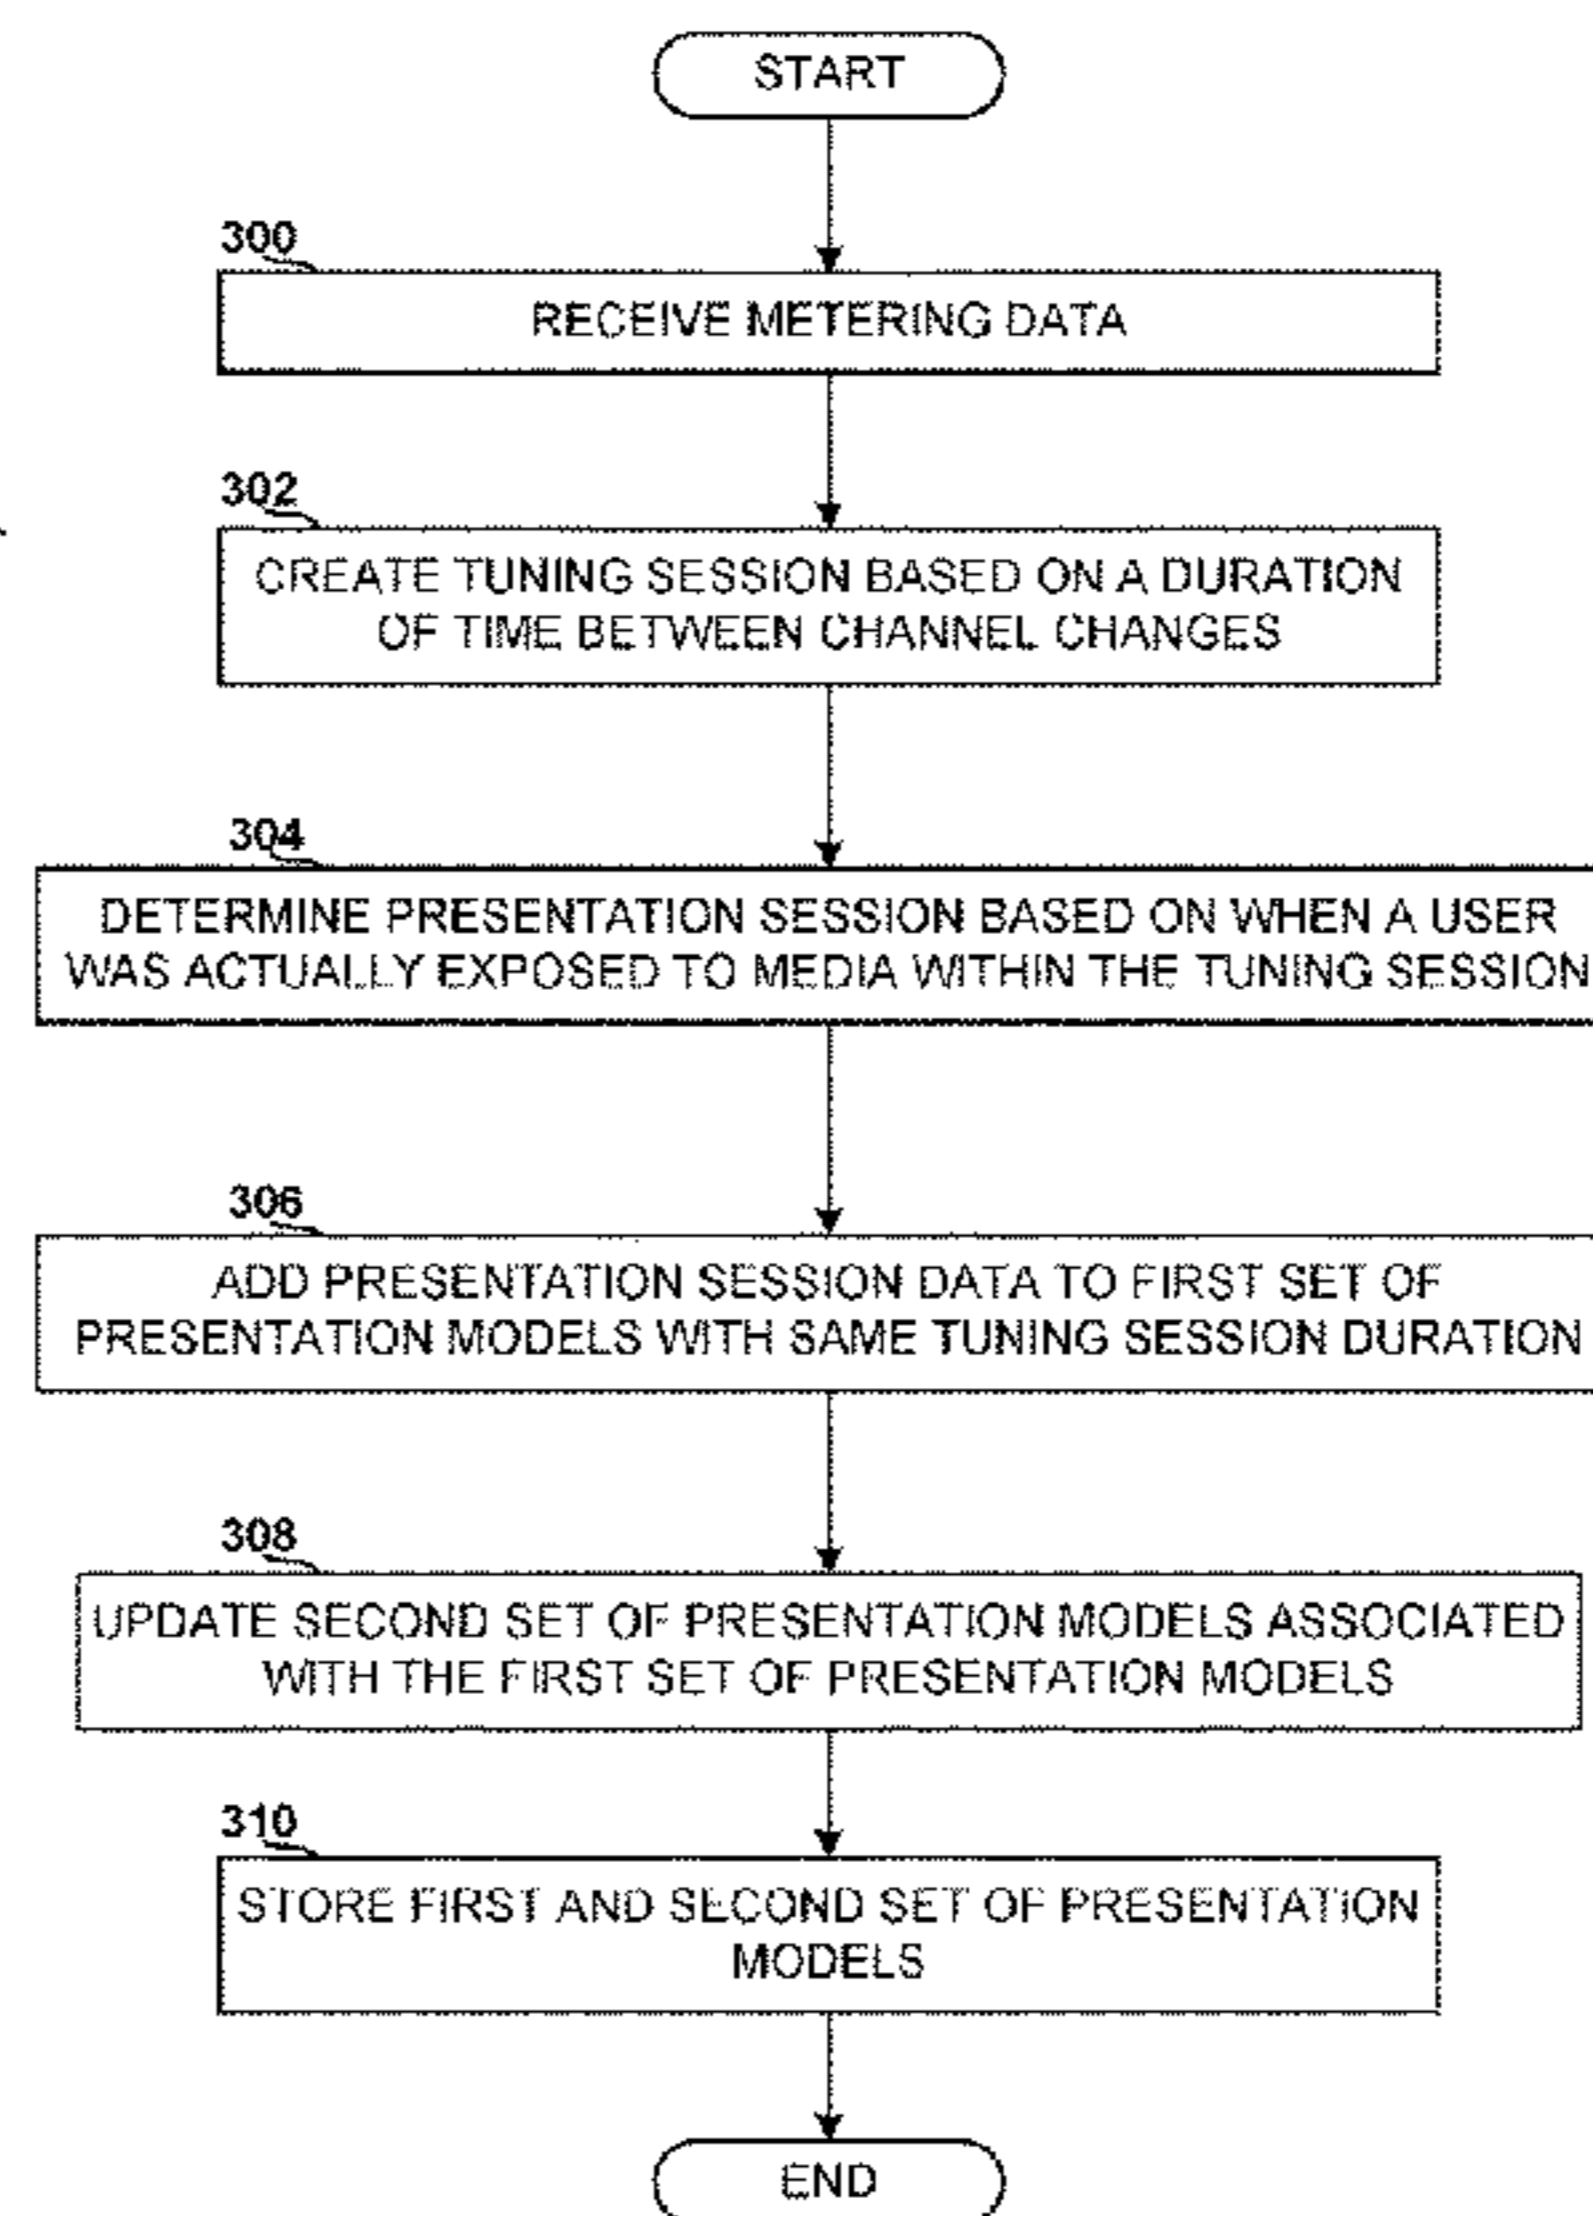 START
300
RECEIVE METERING DATA
302
CREATE TUNING SESSION BASED ON A DURATION
OF TIME BETWEEN CHANNEL CHANGES
304
DETERMINE PRESENTATION SESSION BASED ON WHEN A USER
WAS ACTUALLY EXPOSED TO MEDIA WITHIN THE TUNING SESSION
306
ADD PRESENTATION SESSION DATA TO FIRST SET OF
PRESENTATION MODELS WITH SAME TUNING SESSION DURATION
308
UPDATE SECOND SET OF PRESENTATION MODELS ASSOCIATED
WITH THE FIRST SET OF PRESENTATION MODELS
310
STORE FIRST AND SECOND SET OF PRESENTATION
MODELS
END